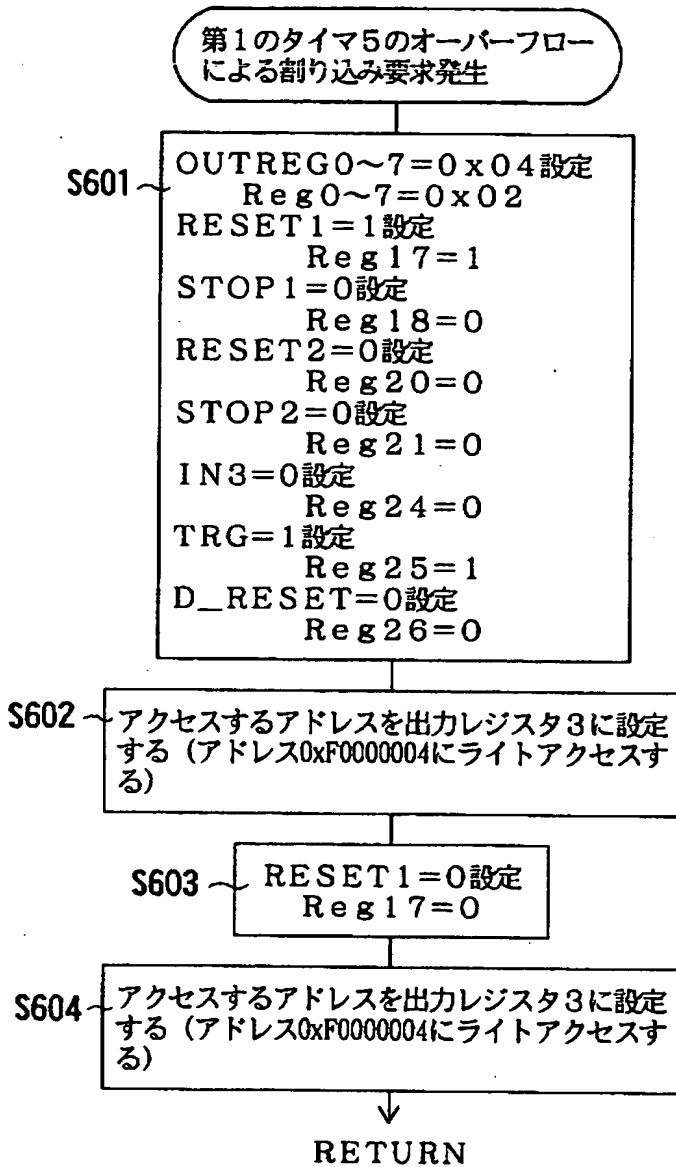 第1のタイマ5のオーバーフロー
による割り込み要求発生
S601
OUTREG0~7=0x04設定
Reg0~7=0x02
RESET1=1設定
Reg17=1
STOP1=0設定
Reg18=0
RESET2=0設定
Reg20=0
STOP2=0設定
Reg21=0
IN3=0設定
Reg24=0
TRG=1設定
Reg25=1
D_RESET=0設定
Reg26=0
S602
アクセスするアドレスを出力レジスタ3に設定
する(アドレス0xF0000004にライトアクセスす
る)
S603
RESET1=0設定
Reg17=0
S604
アクセスするアドレスを出力レジスタ3に設定
する(アドレス0xF0000004にライトアクセスす
る)
RETURN